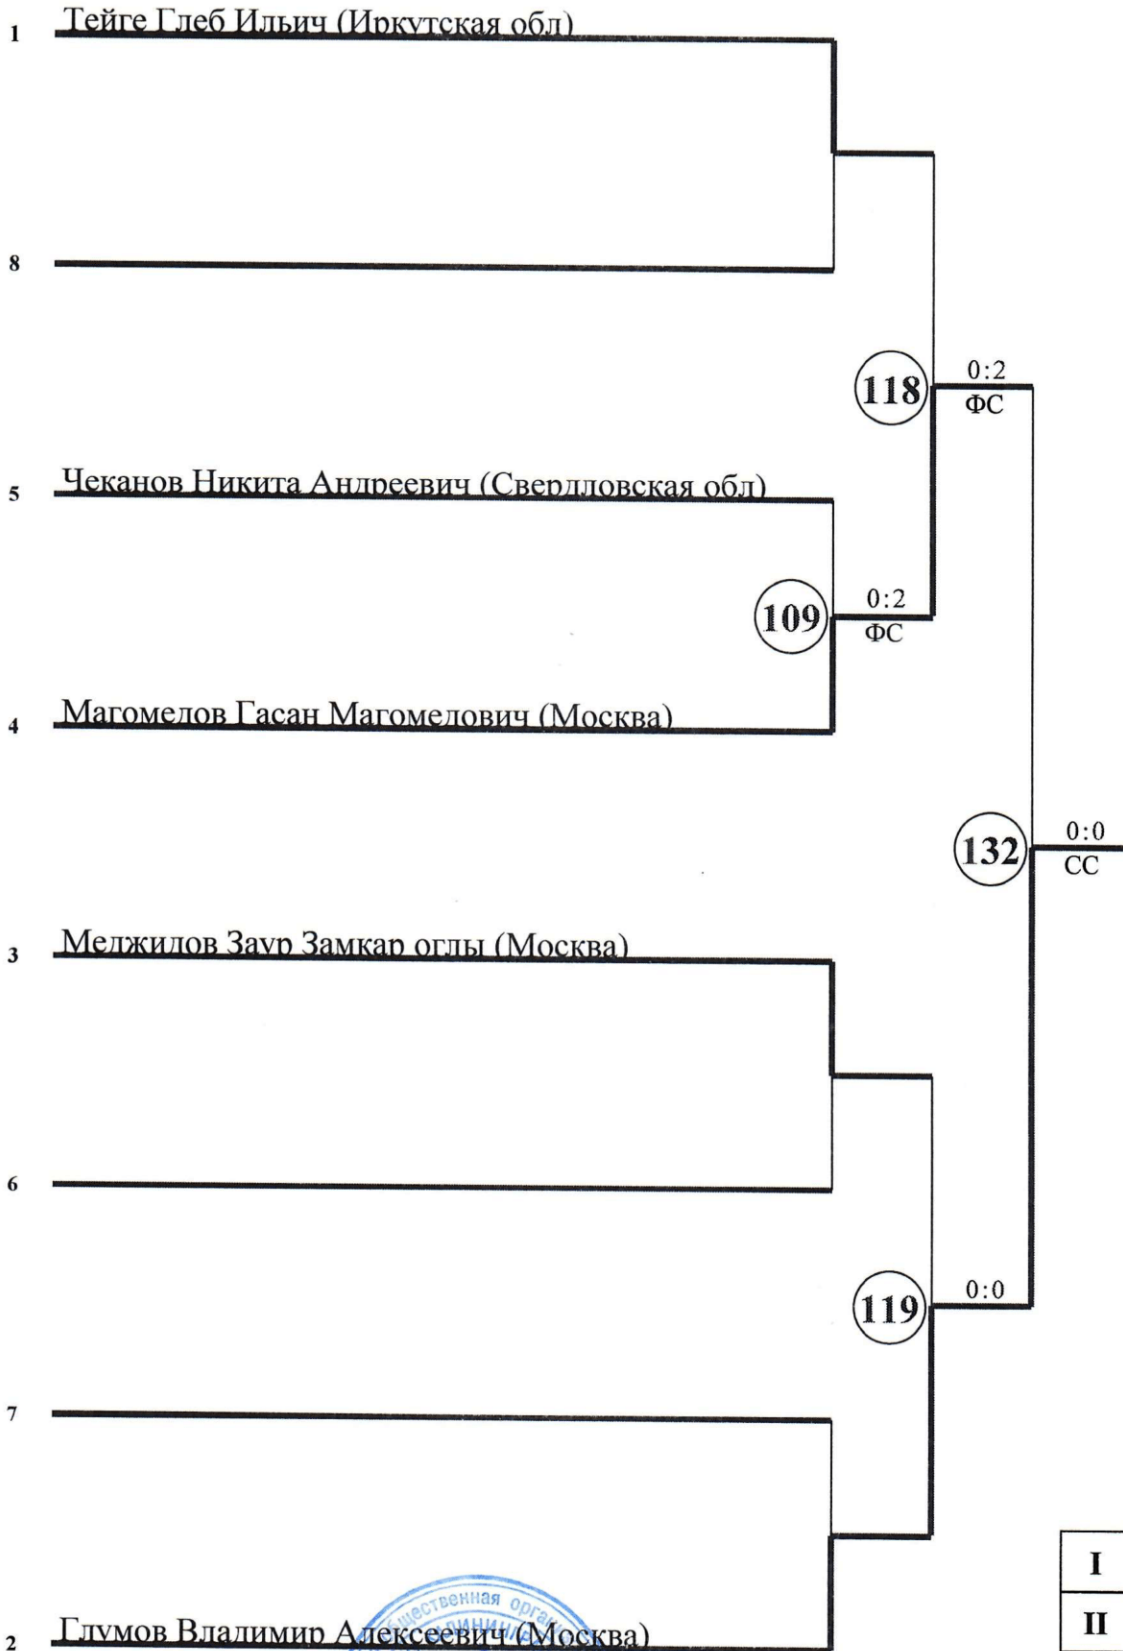 1 Тейге Глеб Ильич (Иркутская обл)
8
118 0:2
ФС
5 Чеканов Никита Андреевич (Свердловская обл)
109 0:2
ФС
4 Магомедов Гасан Магомедович (Москва)
132 0:0
СС
3 Меджидов Заур Замкар оглы (Москва)
6
119 0:0
7
I
II
2 Глумов Владимир Алексеевич (Москва)
общественная